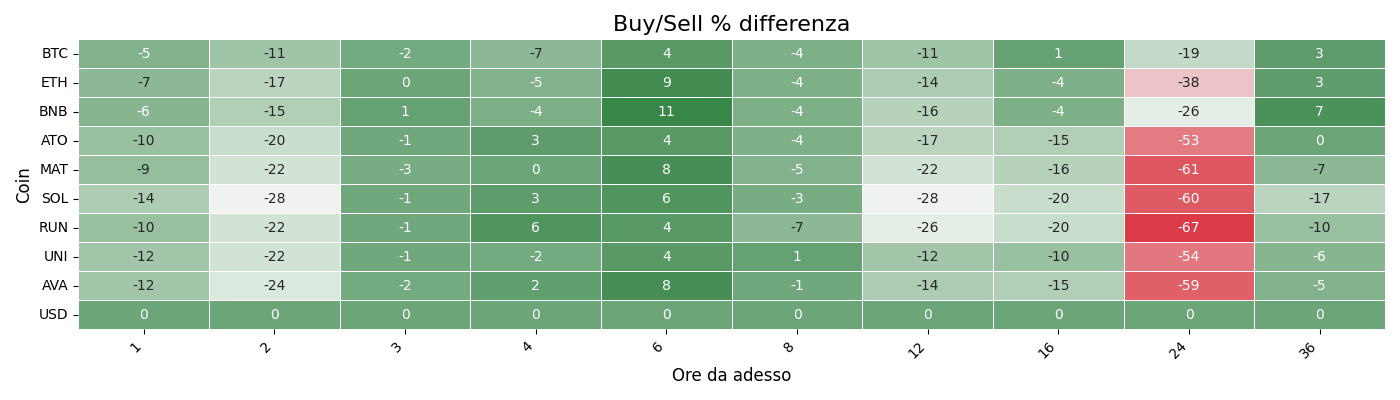 Buy/Sell % differenza
Coin
BTC -5 -11 -2 -7 4 -4 -11 1 -19 3
ETH -7 -17 0 -5 9 -4 -14 -4 -38 3
BNB -6 -15 1 -4 11 -4 -16 -4 -26 7
ATO -10 -20 -1 3 4 -4 -17 -15 -53 0
MAT -9 -22 -3 0 8 -5 -22 -16 -61 -7
SOL -14 -28 -1 3 6 -3 -28 -20 -60 -17
RUN -10 -22 -1 6 4 -7 -26 -20 -67 -10
UNI -12 -22 -1 -2 4 1 -12 -10 -54 -6
AVA -12 -24 -2 2 8 -1 -14 -15 -59 -5
USD 0 0 0 0 0 0 0 0 0 0
1 2 3 4 6 8 12 16 24 36
Ore da adesso